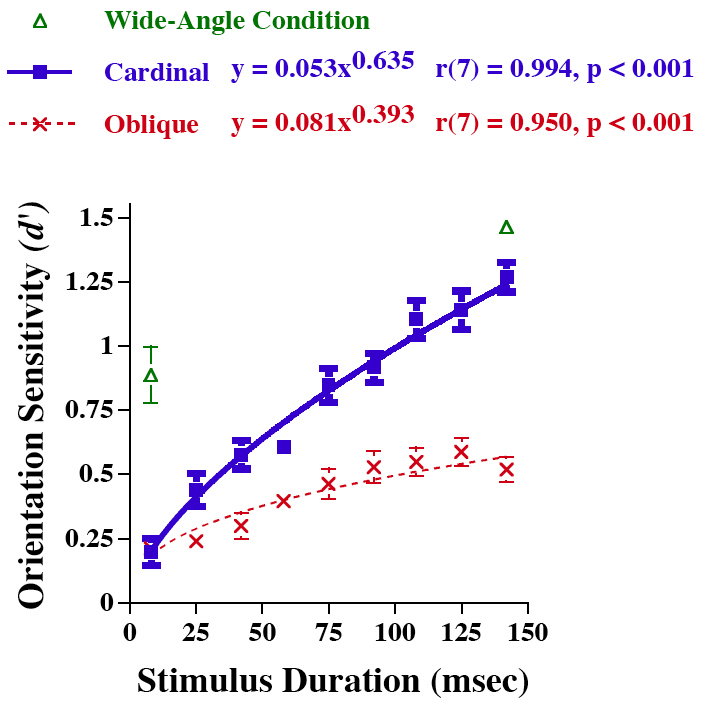 Wide-Angle Condition
Cardinal y = 0.053x^0.635 r(7) = 0.994, p < 0.001
Oblique y = 0.081x^0.393 r(7) = 0.950, p < 0.001
Orientation Sensitivity (d')
1.5
1.25
1
0.75
0.5
0.25
0
0 25 50 75 100 125 150
Stimulus Duration (msec)